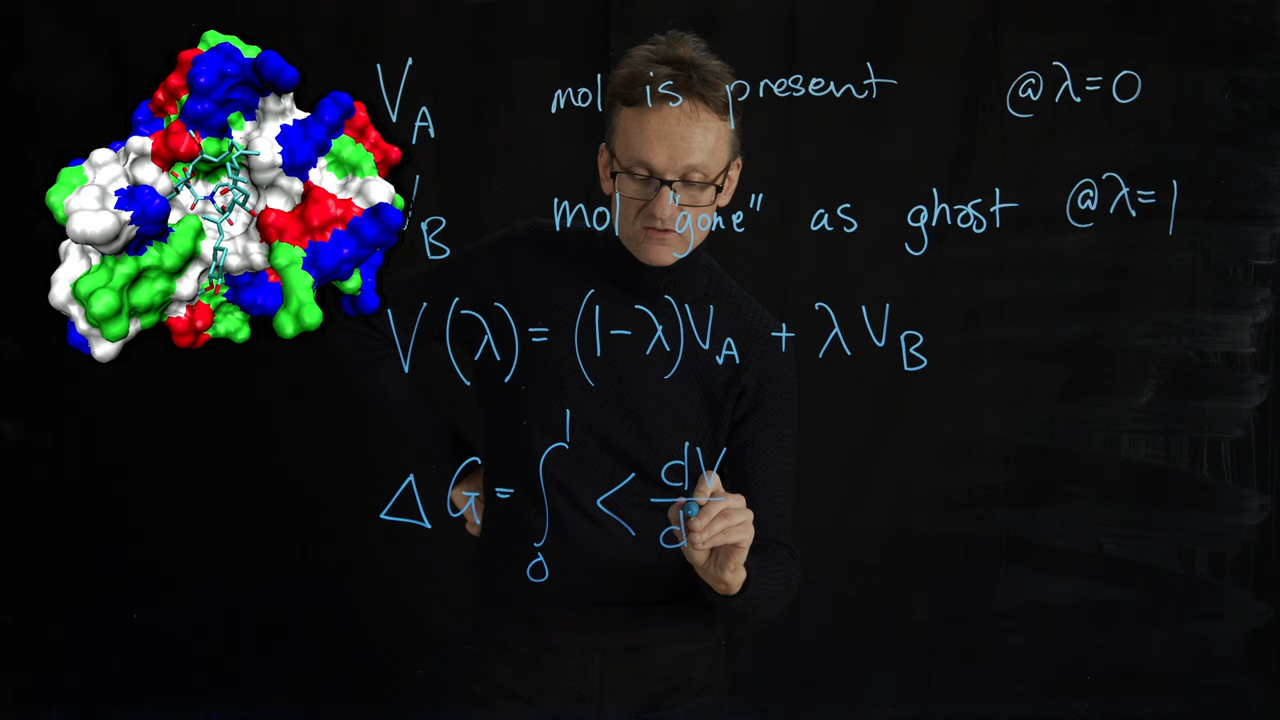 V_A mol is present @λ=0
V_B mol "gone" as ghost @λ=1
V(λ)=(1-λ)V_A + λV_B
ΔG=∫_0^1 <dV/d